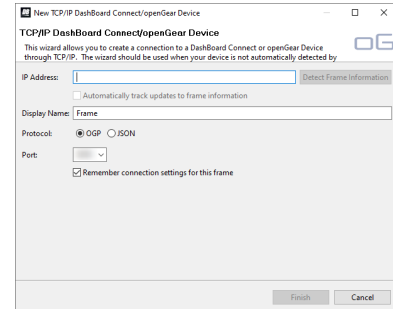 New TCP/IP DashBoard Connect/openGear Device
TCP/IP DashBoard Connect/openGear Device
This wizard allows you to create a connection to a DashBoard Connect or openGear Device
through TCP/IP. The wizard should be used when your device is not automatically detected by
oG
IP Address:
Detect Frame Information
Automatically track updates to frame information
Display Name: Frame
Protocol: OGP JSON
Port:
Remember connection settings for this frame
Finish Cancel